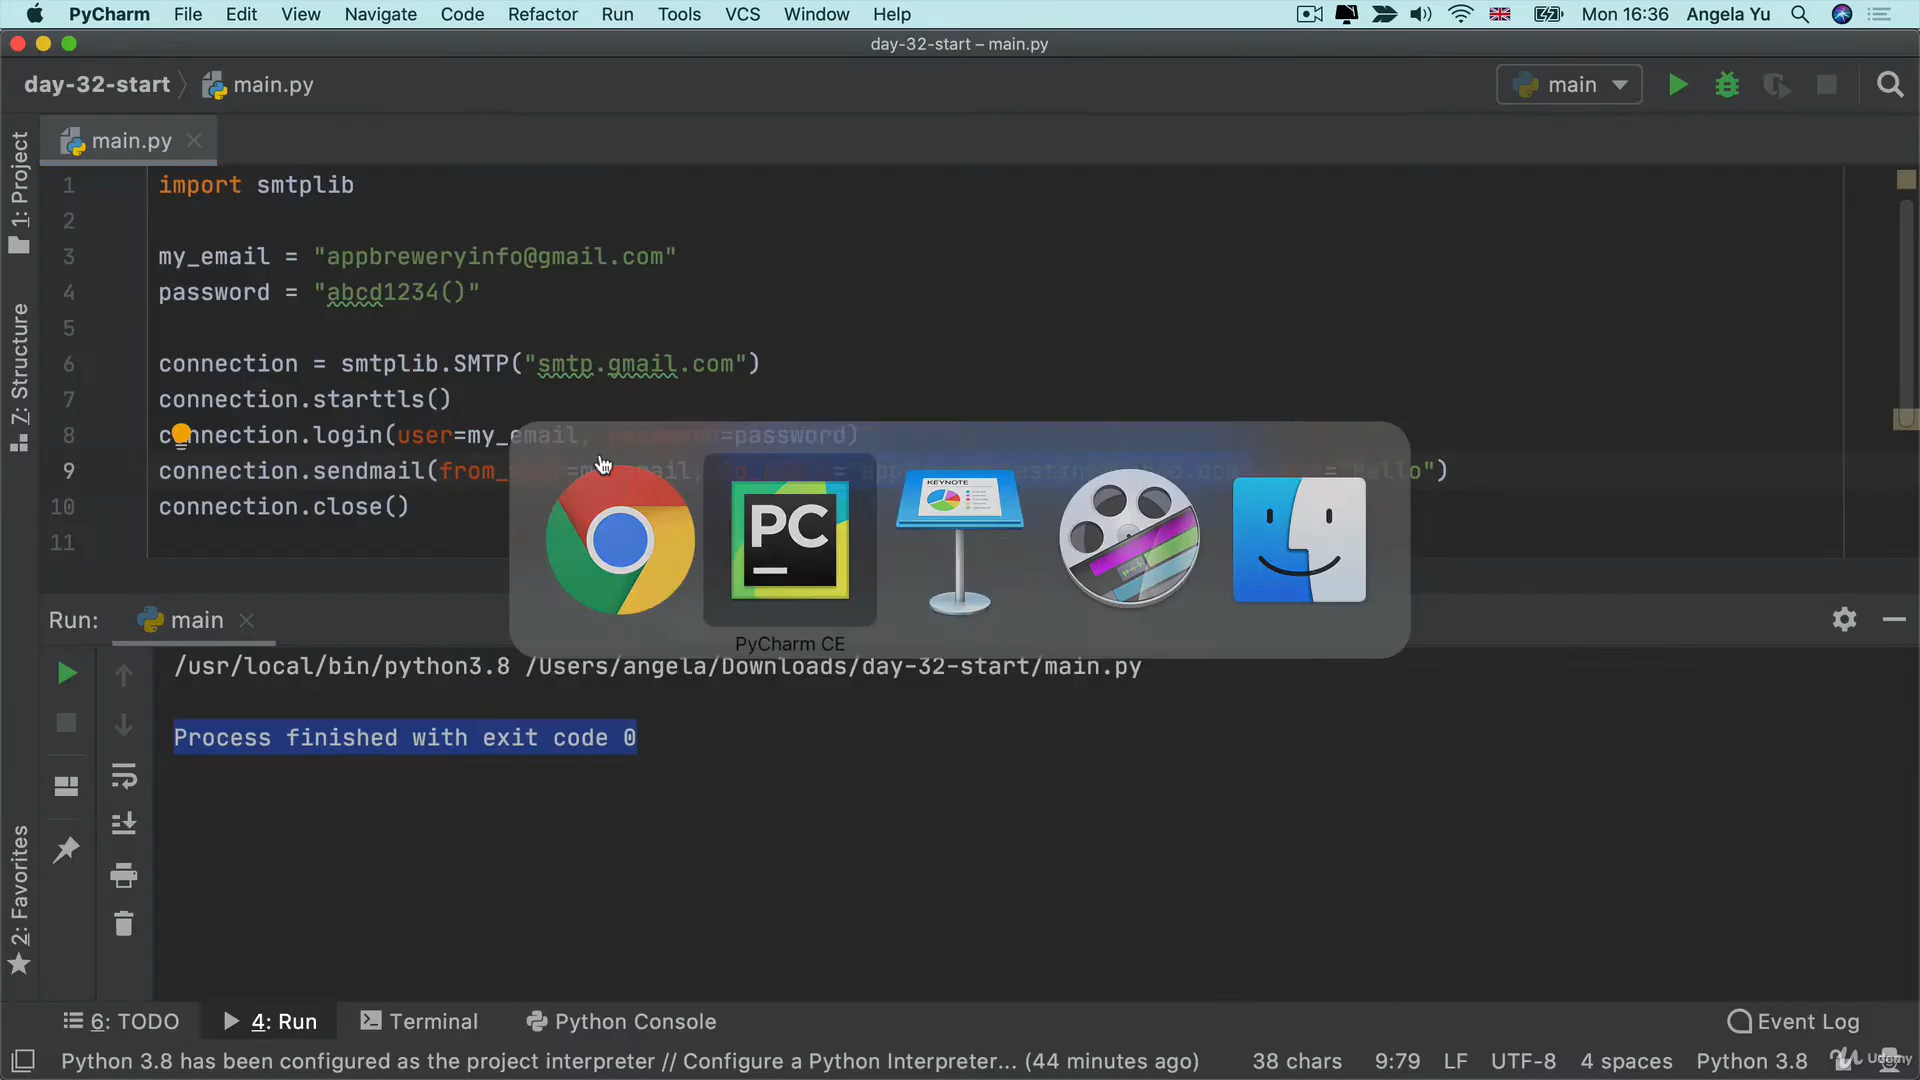 PyCharm File Edit View Navigate Code Refactor Run Tools VCS Window Help Mon 16:36 Angela Yu
day-32-start – main.py
day-32-start main.py main
main.py
1: Project
7: Structure
2: Favorites
1 import smtplib
2
3 my_email = "appbreweryinfo@gmail.com"
4 password = "abcd1234()"
5
6 connection = smtplib.SMTP("smtp.gmail.com")
7 connection.starttls()
8 connection.login(user=my_email, =password)
9 connection.sendmail(from_
10 connection.close()
11
KEYNOTE
PC
PyCharm CE
Run: main
/usr/local/bin/python3.8 /Users/angela/Downloads/day-32-start/main.py
Process finished with exit code 0
6: TODO 4: Run Terminal Python Console Event Log
Python 3.8 has been configured as the project interpreter // Configure a Python Interpreter... (44 minutes ago) 38 chars 9:79 LF UTF-8 4 spaces Python 3.8
Udemy